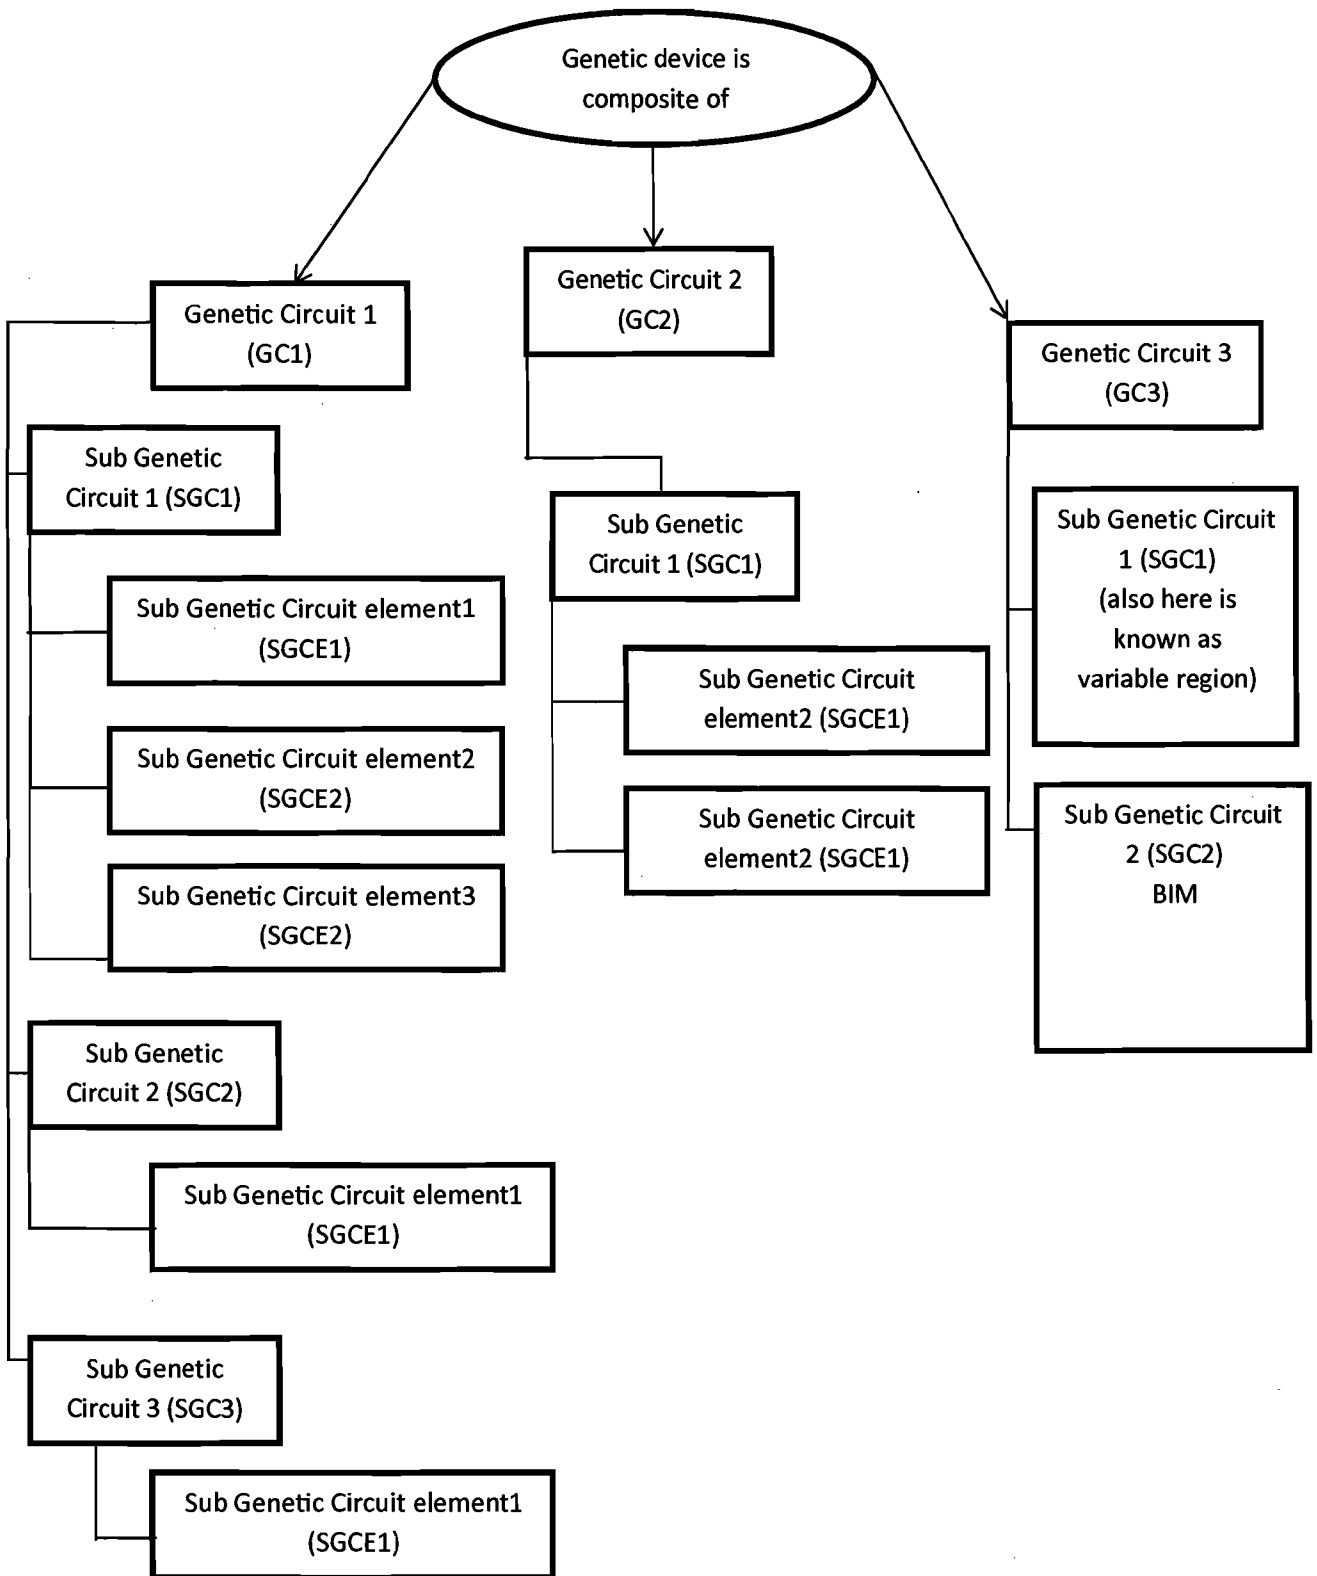 Genetic device is
composite of
Genetic Circuit 1
(GC1)
Sub Genetic
Circuit 1 (SGC1)
Sub Genetic Circuit element1
(SGCE1)
Sub Genetic Circuit element2
(SGCE2)
Sub Genetic Circuit element3
(SGCE2)
Sub Genetic
Circuit 2 (SGC2)
Sub Genetic Circuit element1
(SGCE1)
Sub Genetic
Circuit 3 (SGC3)
Sub Genetic Circuit element1
(SGCE1)
Genetic Circuit 2
(GC2)
Sub Genetic
Circuit 1 (SGC1)
Sub Genetic Circuit
element2 (SGCE1)
Sub Genetic Circuit
element2 (SGCE1)
Genetic Circuit 3
(GC3)
Sub Genetic Circuit
1 (SGC1)
(also here is
known as
variable region)
Sub Genetic Circuit
2 (SGC2)
BIM